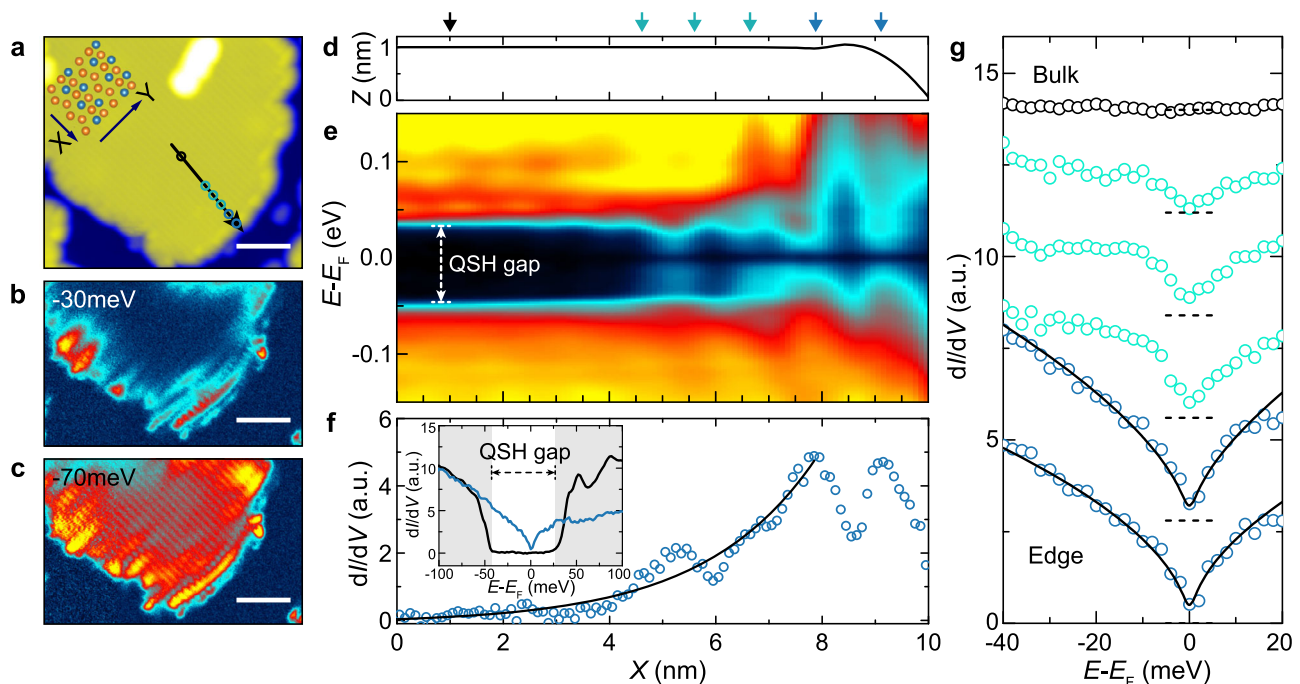 a
X
Y
b
-30meV
c
-70meV
d
Z (nm)
1
0
e
E-E_F (eV)
0.1
0.0
-0.1
QSH gap
f
dI/dV (a.u.)
6
4
2
0
0
2
4
6
8
10
X (nm)
dI/dV (a.u.)
15
10
5
0
QSH gap
-100
-50
0
50
100
E-E_F (meV)
g
dI/dV (a.u.)
15
10
5
0
Bulk
Edge
-40
-20
0
20
E-E_F (meV)